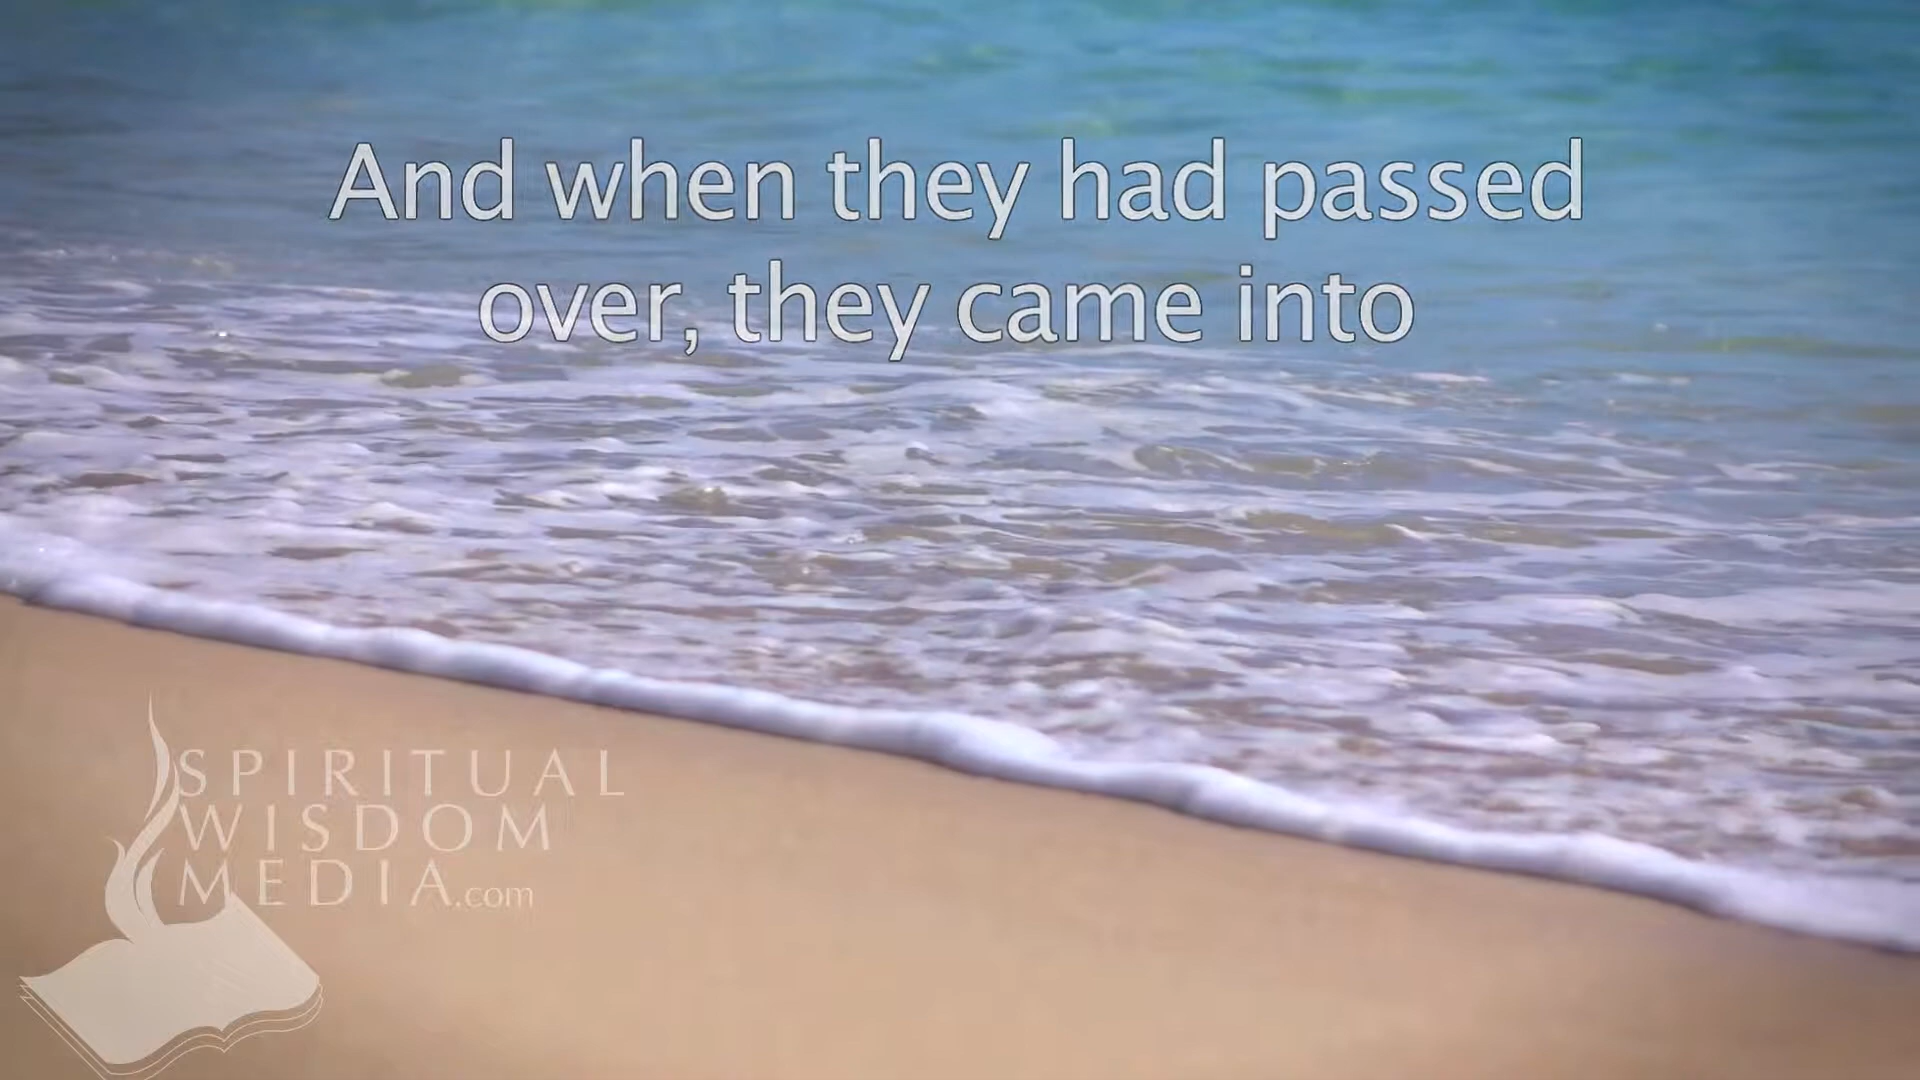 And when they had passed
over, they came into
SPIRITUAL
WISDOM
MEDIA.com